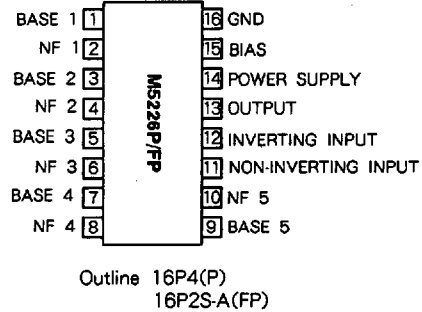 BASE 1 1 16 GND
NF 1 2 15 BIAS
BASE 2 3 14 POWER SUPPLY
NF 2 4 13 OUTPUT
BASE 3 5 12 INVERTING INPUT
NF 3 6 11 NON-INVERTING INPUT
BASE 4 7 10 NF 5
NF 4 8 9 BASE 5
M5226P/FP
Outline 16P4(P)
16P2S-A(FP)